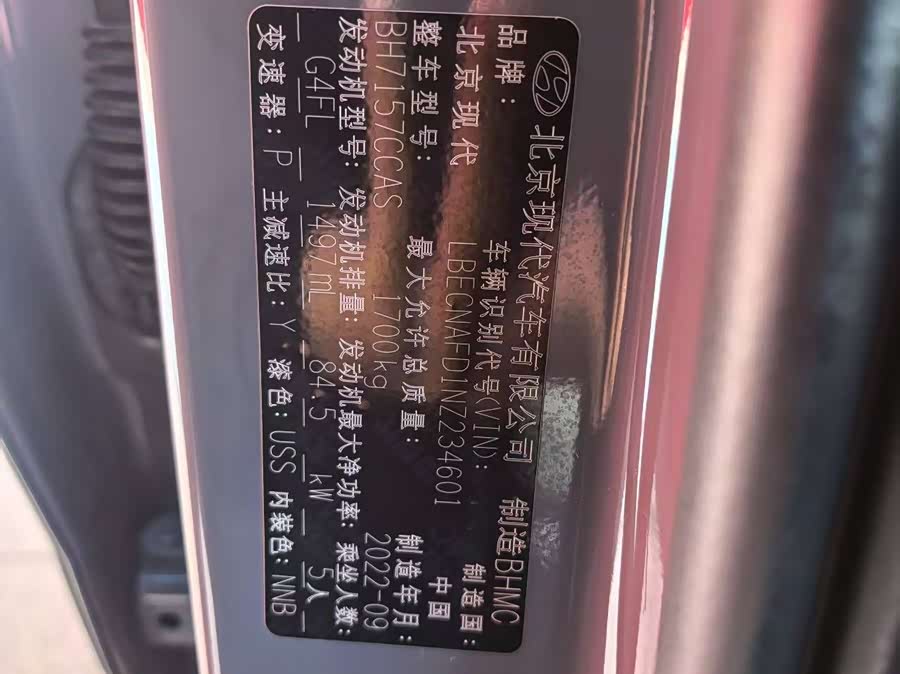 北京现代汽车有限公司 制造BHMC
品牌: 车辆识别代号(VIN): 制造国:
北京现代 LBECNAFD1NZ234601 中国
整车型号: 最大允许总质量: 制造年月:
BH7157CCAS 1700kg 2022-09
发动机型号: 发动机排量: 发动机最大净功率: 乘坐人数:
G4FL 1497mL 84.5 kW 5人
变速器: P 主减速比: Y 漆色: USS 内装色: NNB